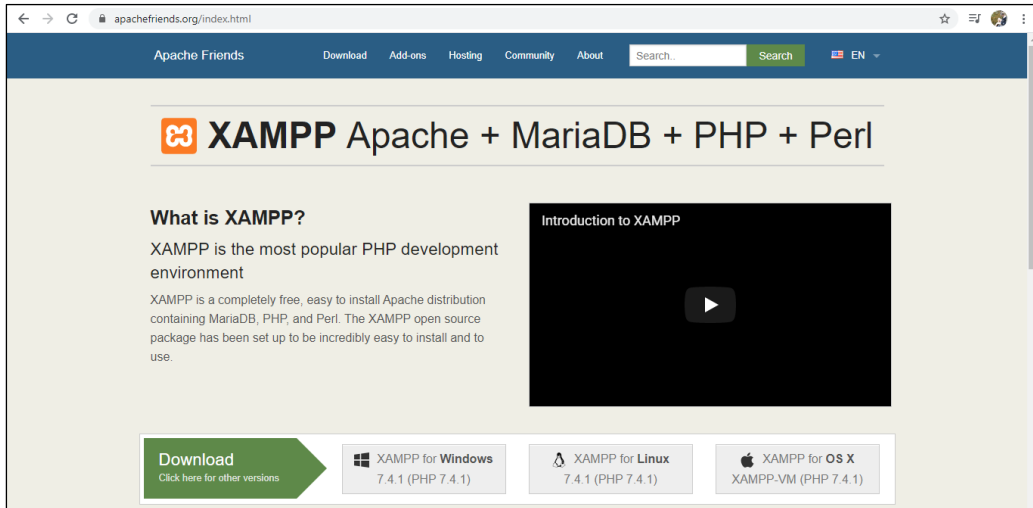 apachefriends.org/index.html
Apache Friends Download Add-ons Hosting Community About Search.. Search EN
XAMPP Apache + MariaDB + PHP + Perl
What is XAMPP?
XAMPP is the most popular PHP development
environment
XAMPP is a completely free, easy to install Apache distribution
containing MariaDB, PHP, and Perl. The XAMPP open source
package has been set up to be incredibly easy to install and to
use.
Introduction to XAMPP
Download
Click here for other versions
XAMPP for Windows
7.4.1 (PHP 7.4.1)
XAMPP for Linux
7.4.1 (PHP 7.4.1)
XAMPP for OS X
XAMPP-VM (PHP 7.4.1)